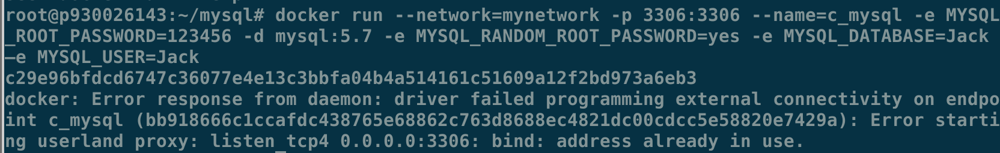 root@p930026143:~/mysql# docker run --network=mynetwork -p 3306:3306 --name=c_mysql -e MYSQL
_ROOT_PASSWORD=123456 -d mysql:5.7 -e MYSQL_RANDOM_ROOT_PASSWORD=yes -e MYSQL_DATABASE=Jack
—e MYSQL_USER=Jack
c29e96bfdcd6747c36077e4e13c3bbfa04b4a514161c51609a12f2bd973a6eb3
docker: Error response from daemon: driver failed programming external connectivity on endpo
int c_mysql (bb918666c1ccafdc438765e68862c763d8688ec4821dc00cdcc5e58820e7429a): Error starti
ng userland proxy: listen tcp4 0.0.0.0:3306: bind: address already in use.